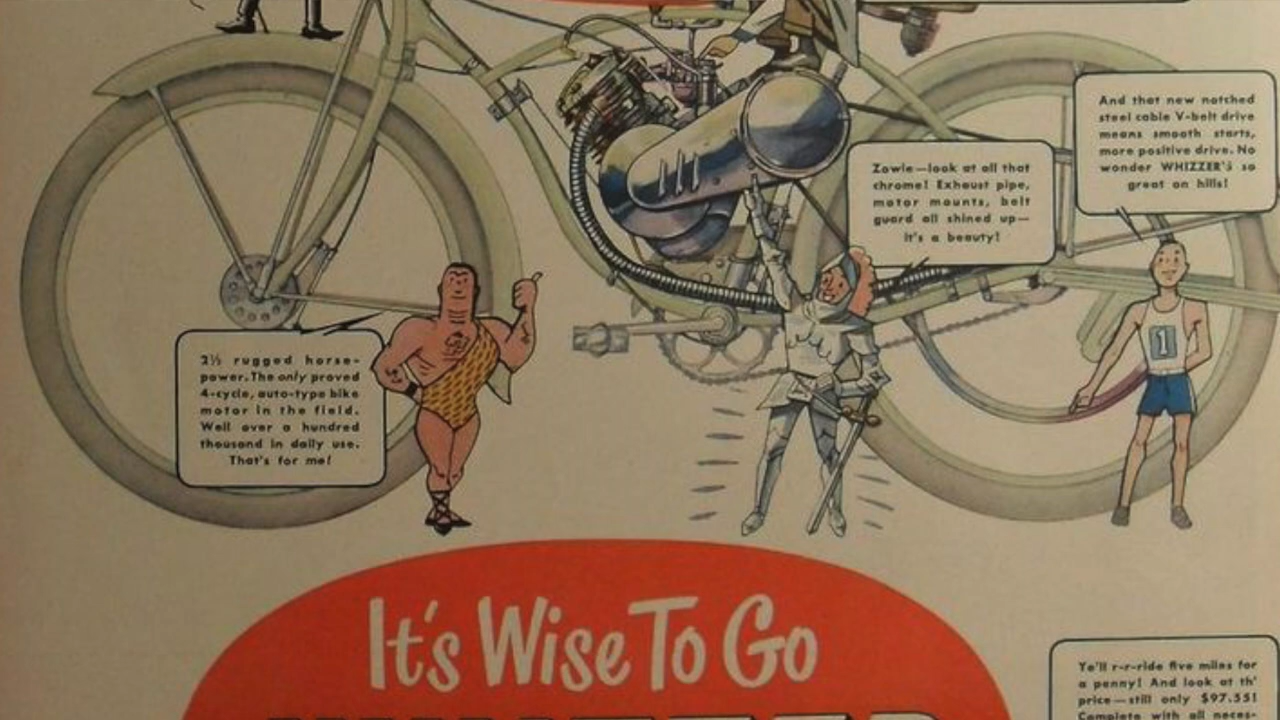 And that new notched
steel cable V-belt drive
means smooth starts,
more positive drive. No
wonder WHIZZER'S so
great on hills!
Zowie—look at all that
chrome! Exhaust pipe,
motor mounts, belt
guard all shined up—
it's a beauty!
1
2½ rugged horse-
power. The only proved
4-cycle, auto-type bike
motor in the field.
Well over a hundred
thousand in daily use.
That's for me!
It's Wise To Go
Ye'll r-r-ride five miles for
a penny! And look at th'
price—still only $97.55!
Complete with all neces-